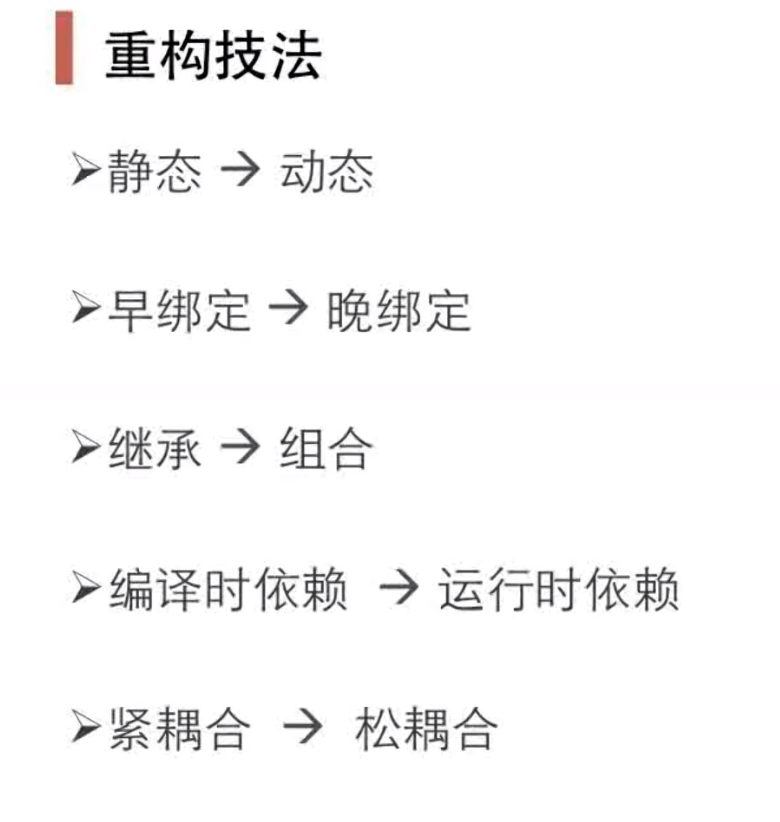 重构技法
➢静态 → 动态
➢早绑定 → 晚绑定
➢继承 → 组合
➢编译时依赖 → 运行时依赖
➢紧耦合 → 松耦合